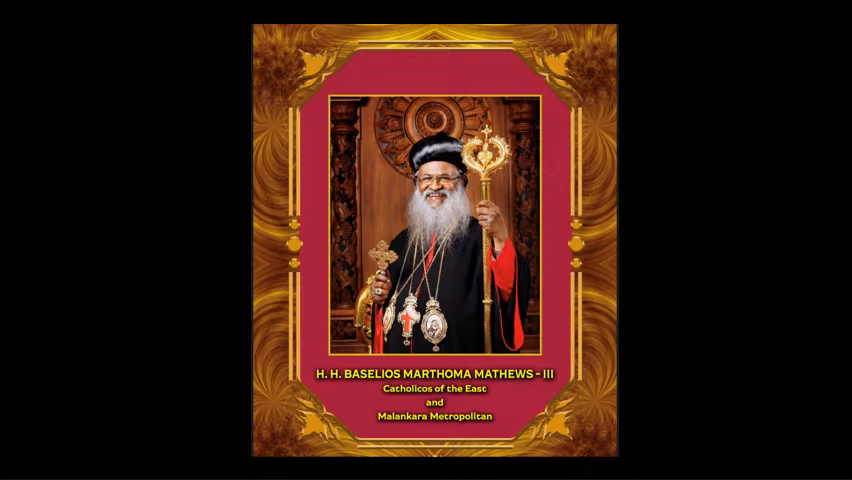 H. H. BASELIOS MARTHOMA MATHEWS - III
Catholicos of the East
and
Malankara Metropolitan